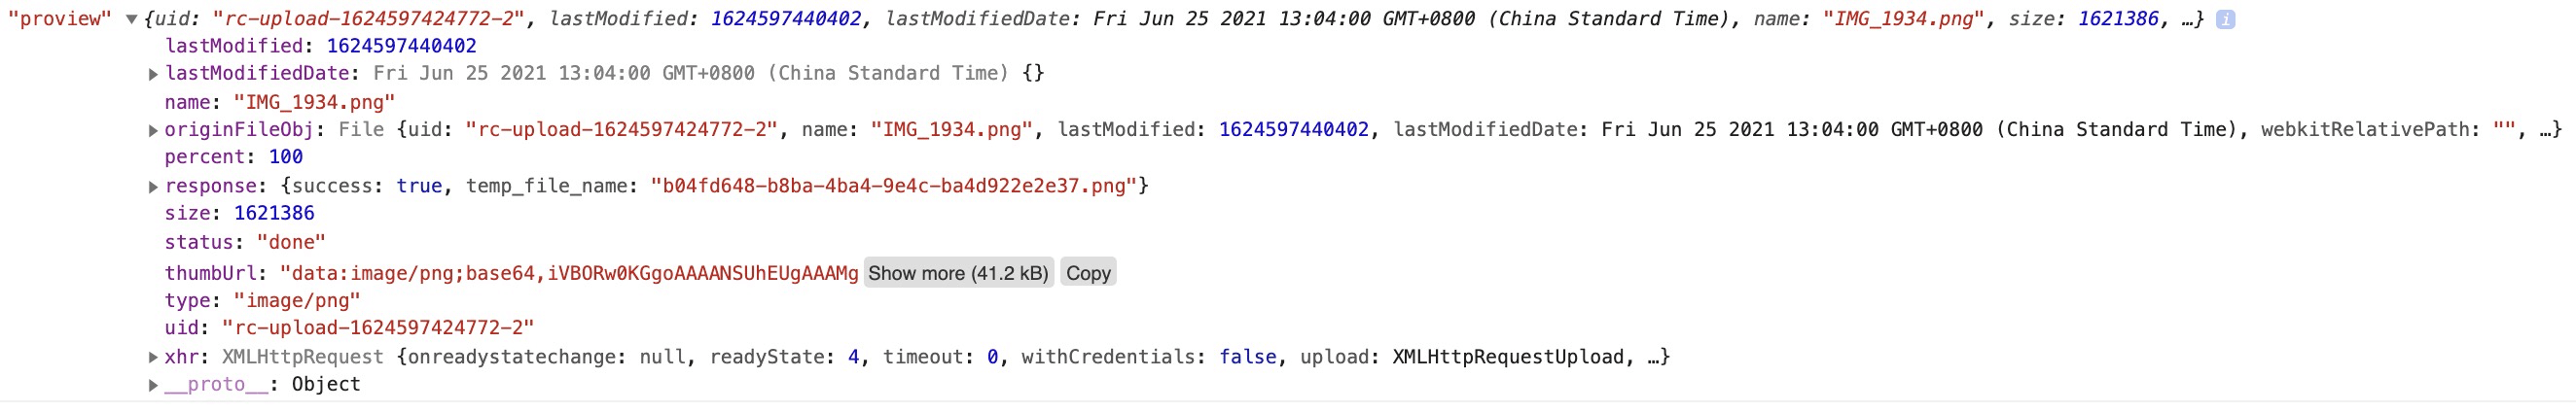 "proview" ▼{uid: "rc-upload-1624597424772-2", lastModified: 1624597440402, lastModifiedDate: Fri Jun 25 2021 13:04:00 GMT+0800 (China Standard Time), name: "IMG_1934.png", size: 1621386, …} i
lastModified: 1624597440402
▶lastModifiedDate: Fri Jun 25 2021 13:04:00 GMT+0800 (China Standard Time) {}
name: "IMG_1934.png"
▶originFileObj: File {uid: "rc-upload-1624597424772-2", name: "IMG_1934.png", lastModified: 1624597440402, lastModifiedDate: Fri Jun 25 2021 13:04:00 GMT+0800 (China Standard Time), webkitRelativePath: "", …}
percent: 100
▶response: {success: true, temp_file_name: "b04fd648-b8ba-4ba4-9e4c-ba4d922e2e37.png"}
size: 1621386
status: "done"
thumbUrl: "data:image/png;base64,iVBORw0KGgoAAAANSUhEUgAAAMg Show more (41.2 kB) Copy
type: "image/png"
uid: "rc-upload-1624597424772-2"
▶xhr: XMLHttpRequest {onreadystatechange: null, readyState: 4, timeout: 0, withCredentials: false, upload: XMLHttpRequestUpload, …}
▶__proto__: Object